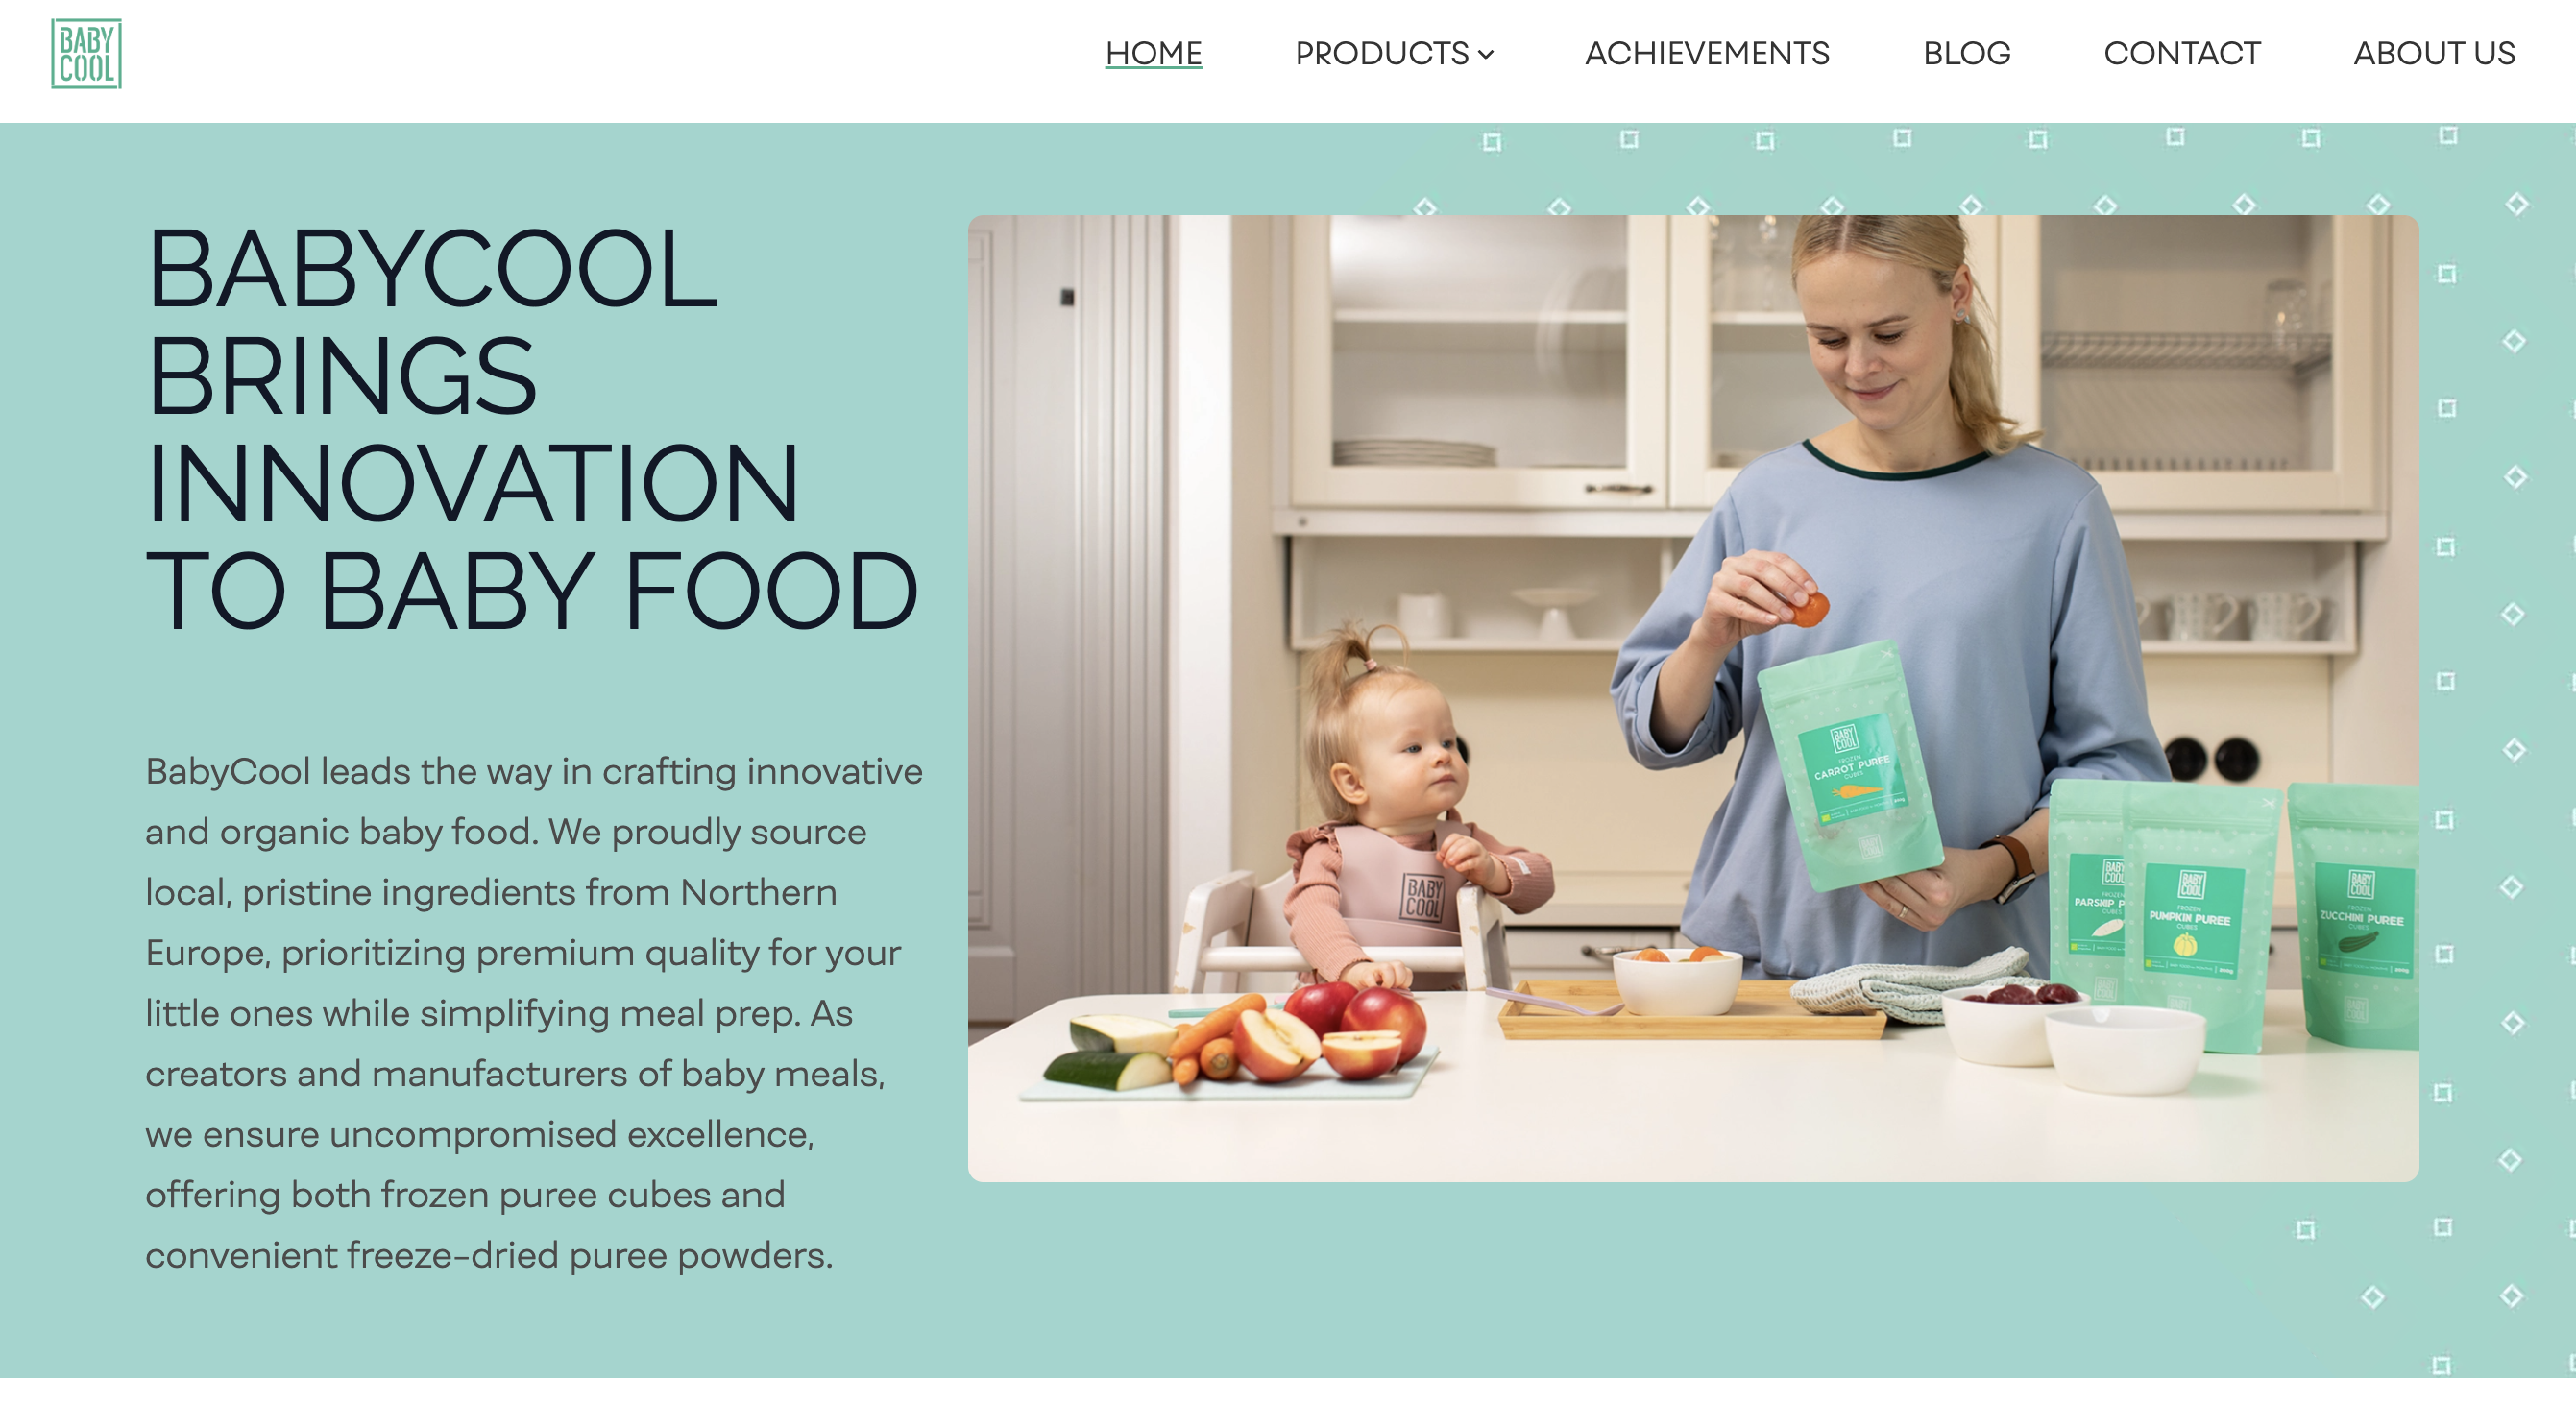 BABY
COOL
HOME
PRODUCTS
ACHIEVEMENTS
BLOG
CONTACT
ABOUT US
BABYCOOL
BRINGS
INNOVATION
TO BABY FOOD
BabyCool leads the way in crafting innovative
and organic baby food. We proudly source
local, pristine ingredients from Northern
Europe, prioritizing premium quality for your
little ones while simplifying meal prep. As
creators and manufacturers of baby meals,
we ensure uncompromised excellence,
offering both frozen puree cubes and
convenient freeze-dried puree powders.
BABY
COOL
BABY
COOL
FROZEN
CARROT PUREE
CUBES
BABY
COOL
FROZEN
PARSNIP P
CUBES
BABY
COOL
FROZEN
PUMPKIN PUREE
CUBES
BABY
COOL
FROZEN
ZUCCHINI PUREE
CUBES